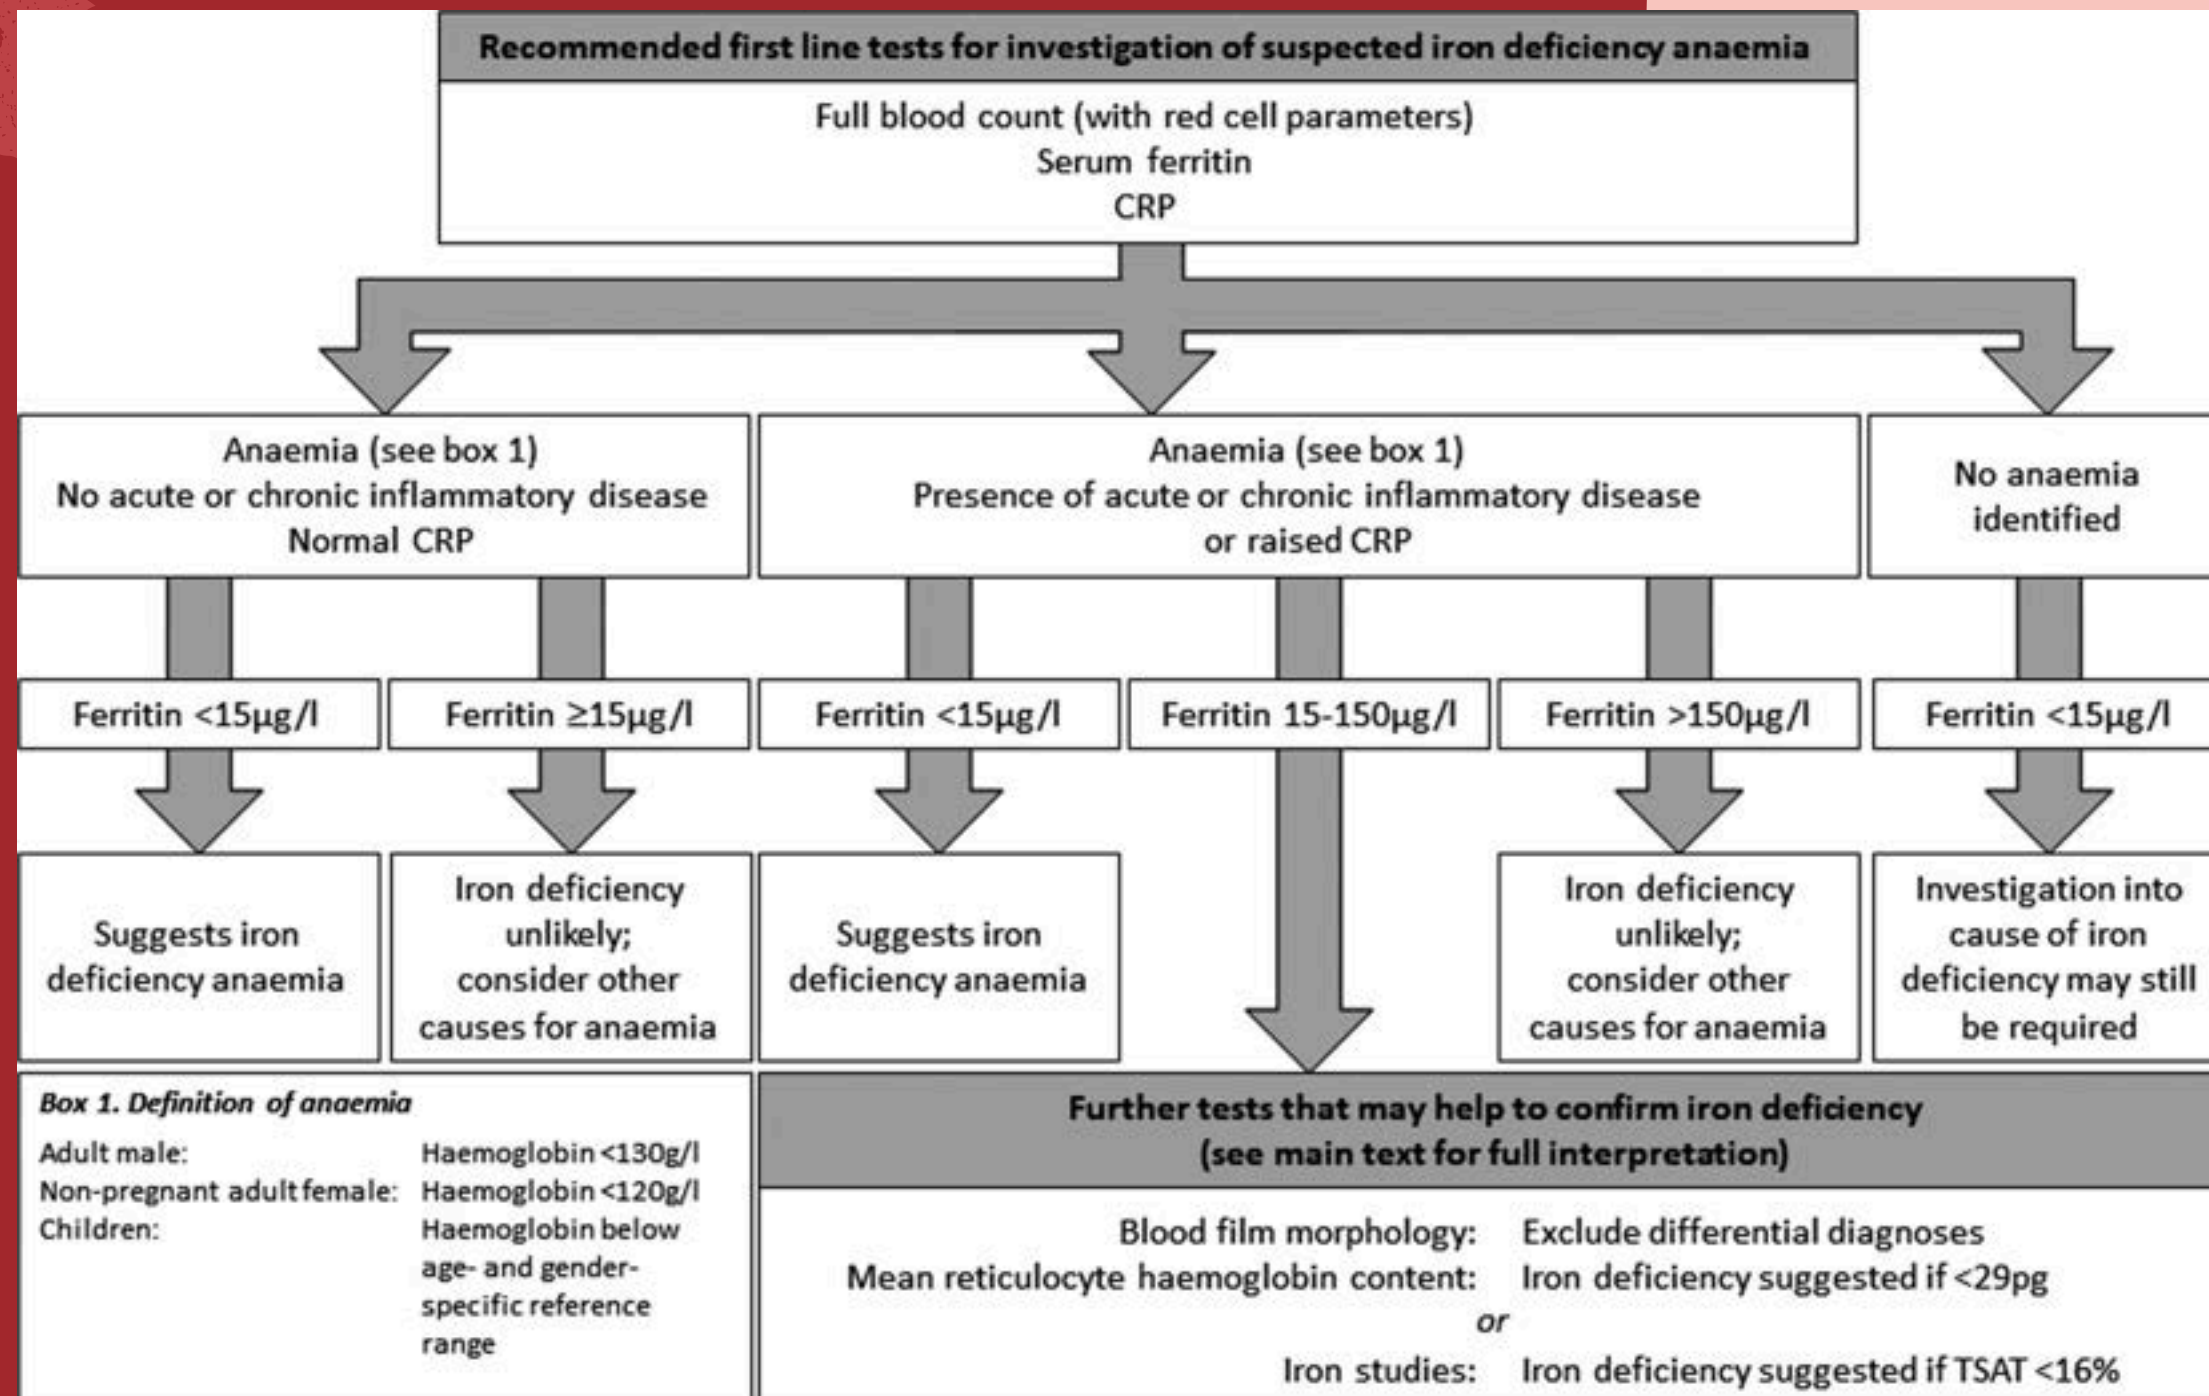 Recommended first line tests for investigation of suspected iron deficiency anaemia
Full blood count (with red cell parameters)
Serum ferritin
CRP
Anaemia (see box 1)
No acute or chronic inflammatory disease
Normal CRP
Anaemia (see box 1)
Presence of acute or chronic inflammatory disease
or raised CRP
No anaemia
identified
Ferritin <15µg/l
Ferritin ≥15µg/l
Ferritin <15µg/l
Ferritin 15-150µg/l
Ferritin >150µg/l
Ferritin <15µg/l
Suggests iron
deficiency anaemia
Iron deficiency
unlikely;
consider other
causes for anaemia
Suggests iron
deficiency anaemia
Iron deficiency
unlikely;
consider other
causes for anaemia
Investigation into
cause of iron
deficiency may still
be required
Box 1. Definition of anaemia
Adult male: Haemoglobin <130g/l
Non-pregnant adult female: Haemoglobin <120g/l
Children: Haemoglobin below
age- and gender-
specific reference
range
Further tests that may help to confirm iron deficiency
(see main text for full interpretation)
Blood film morphology: Exclude differential diagnoses
Mean reticulocyte haemoglobin content: Iron deficiency suggested if <29pg
or
Iron studies: Iron deficiency suggested if TSAT <16%